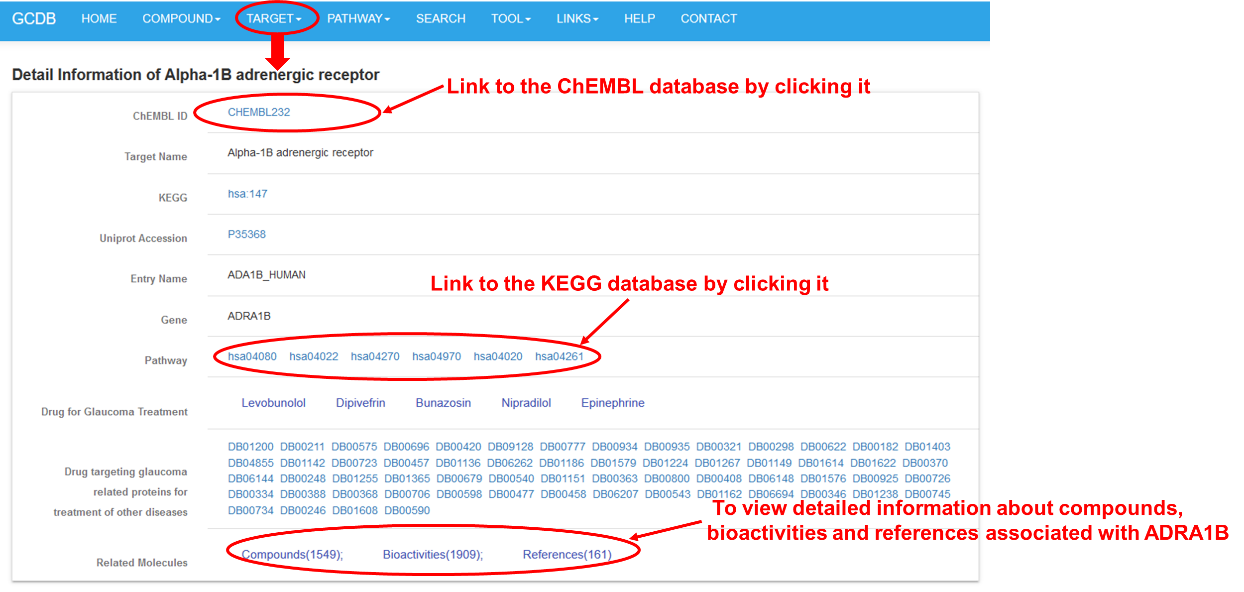 GCDB HOME COMPOUND TARGET PATHWAY SEARCH TOOL LINKS HELP CONTACT
Detail Information of Alpha-1B adrenergic receptor
Link to the ChEMBL database by clicking it
ChEMBL ID CHEMBL232
Target Name Alpha-1B adrenergic receptor
KEGG hsa:147
Uniprot Accession P35368
Entry Name ADA1B_HUMAN
Link to the KEGG database by clicking it
Gene ADRA1B
Pathway hsa04080 hsa04022 hsa04270 hsa04970 hsa04020 hsa04261
Drug for Glaucoma Treatment Levobunolol Dipivefrin Bunazosin Nipradilol Epinephrine
Drug targeting glaucoma
related proteins for
treatment of other diseases
DB01200 DB00211 DB00575 DB00696 DB00420 DB09128 DB00777 DB00934 DB00935 DB00321 DB00298 DB00622 DB00182 DB01403
DB04855 DB01142 DB00723 DB00457 DB01136 DB06262 DB01186 DB01579 DB01224 DB01267 DB01149 DB01614 DB01622 DB00370
DB06144 DB00248 DB01255 DB01365 DB00679 DB00540 DB01151 DB00363 DB00800 DB00408 DB06148 DB01576 DB00925 DB00726
DB00334 DB00388 DB00368 DB00706 DB00598 DB00477 DB00458 DB06207 DB00543 DB01162 DB06694 DB00346 DB01238 DB00745
DB00734 DB00246 DB01608 DB00590
To view detailed information about compounds,
bioactivities and references associated with ADRA1B
Related Molecules Compounds(1549); Bioactivities(1909); References(161)